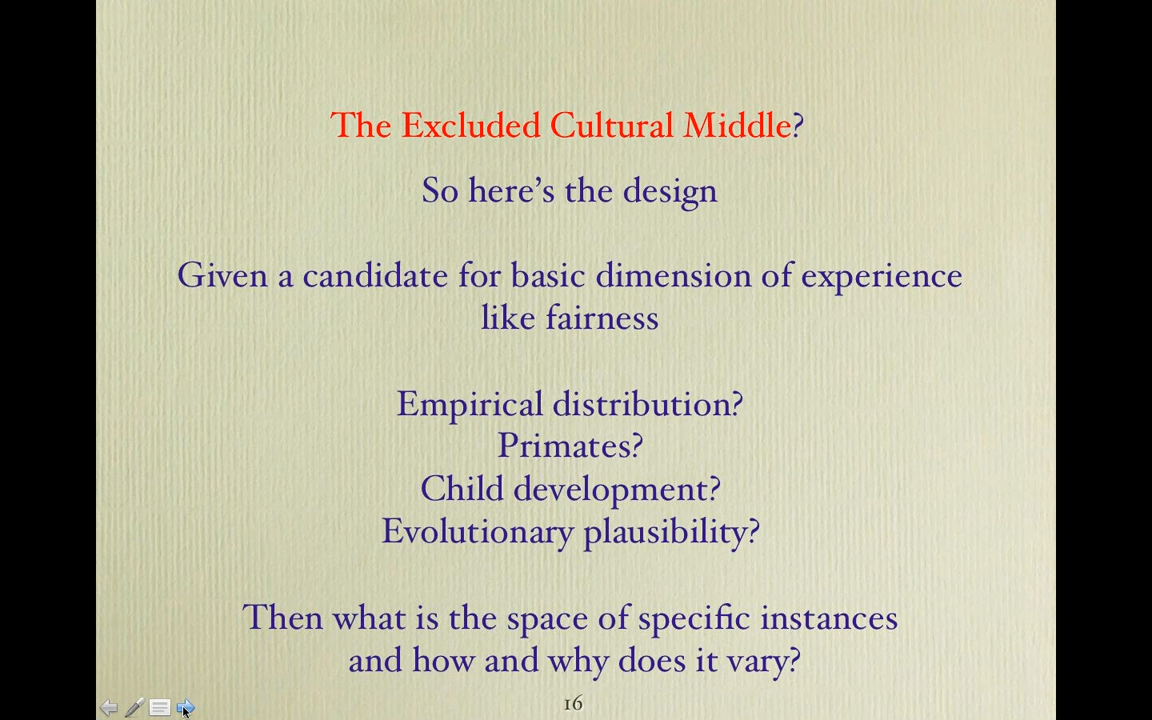 The Excluded Cultural Middle?
So here’s the design
Given a candidate for basic dimension of experience
like fairness
Empirical distribution?
Primates?
Child development?
Evolutionary plausibility?
Then what is the space of specific instances
and how and why does it vary?
16